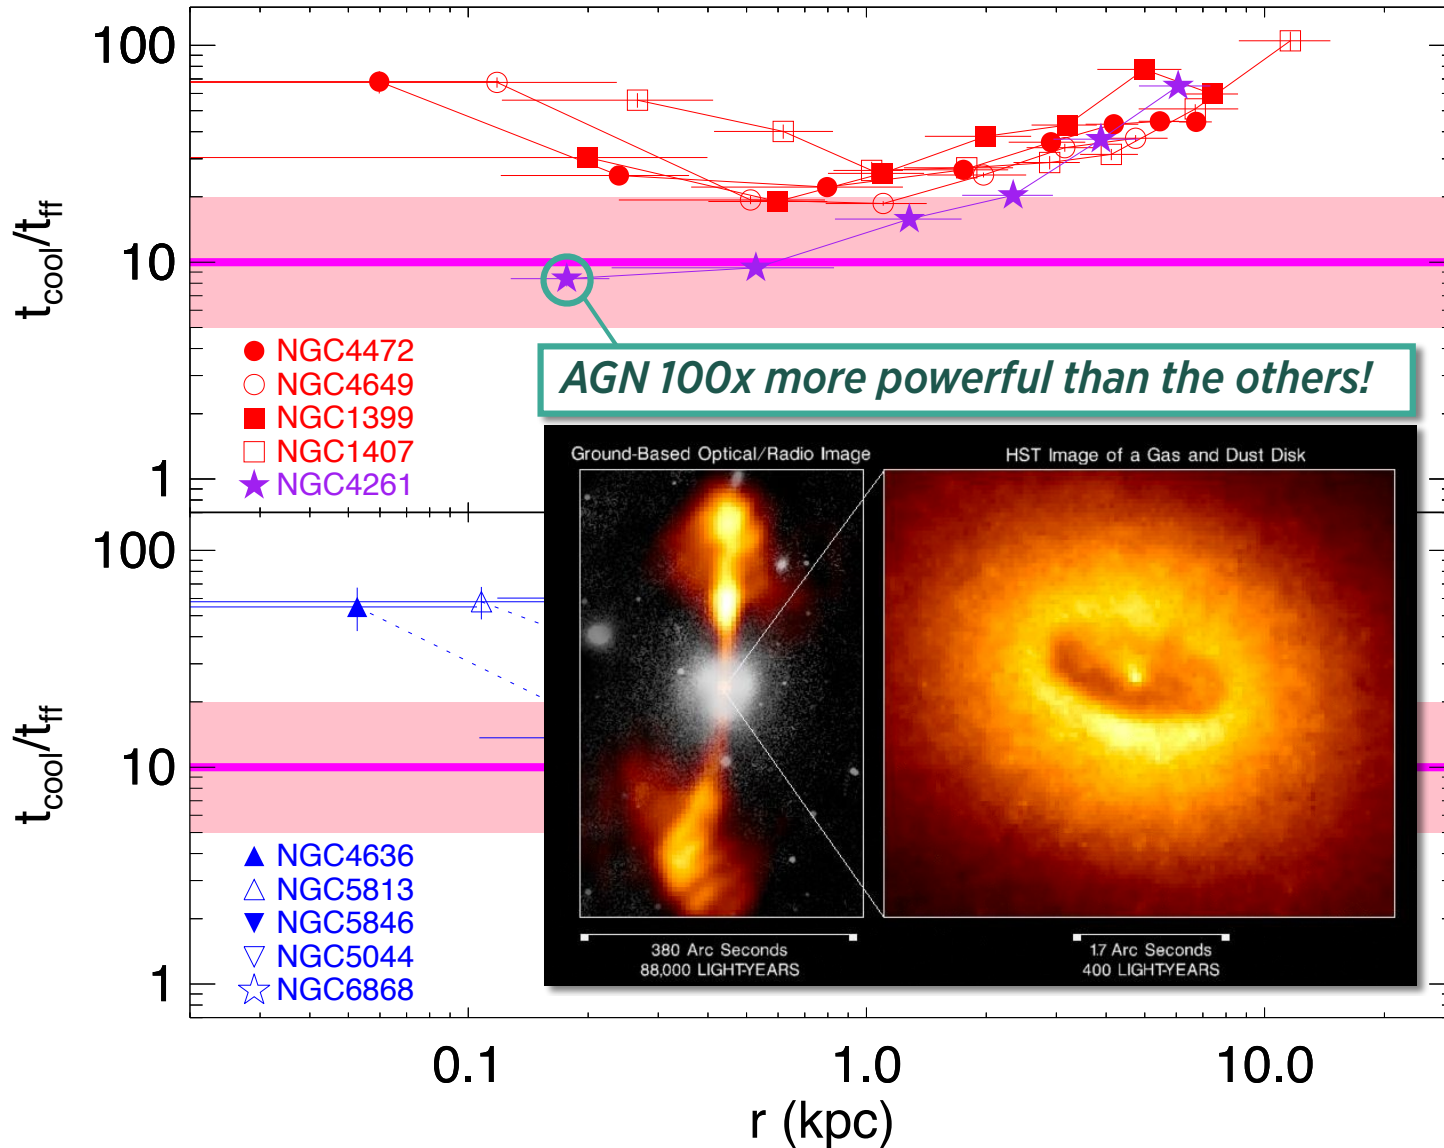 100
10
1
t_cool/t_ff
NGC4472
NGC4649
NGC1399
NGC1407
NGC4261
AGN 100x more powerful than the others!
Ground-Based Optical/Radio Image
HST Image of a Gas and Dust Disk
380 Arc Seconds
88,000 LIGHT-YEARS
1.7 Arc Seconds
400 LIGHT-YEARS
100
10
1
t_cool/t_ff
NGC4636
NGC5813
NGC5846
NGC5044
NGC6868
0.1 1.0 10.0
r (kpc)